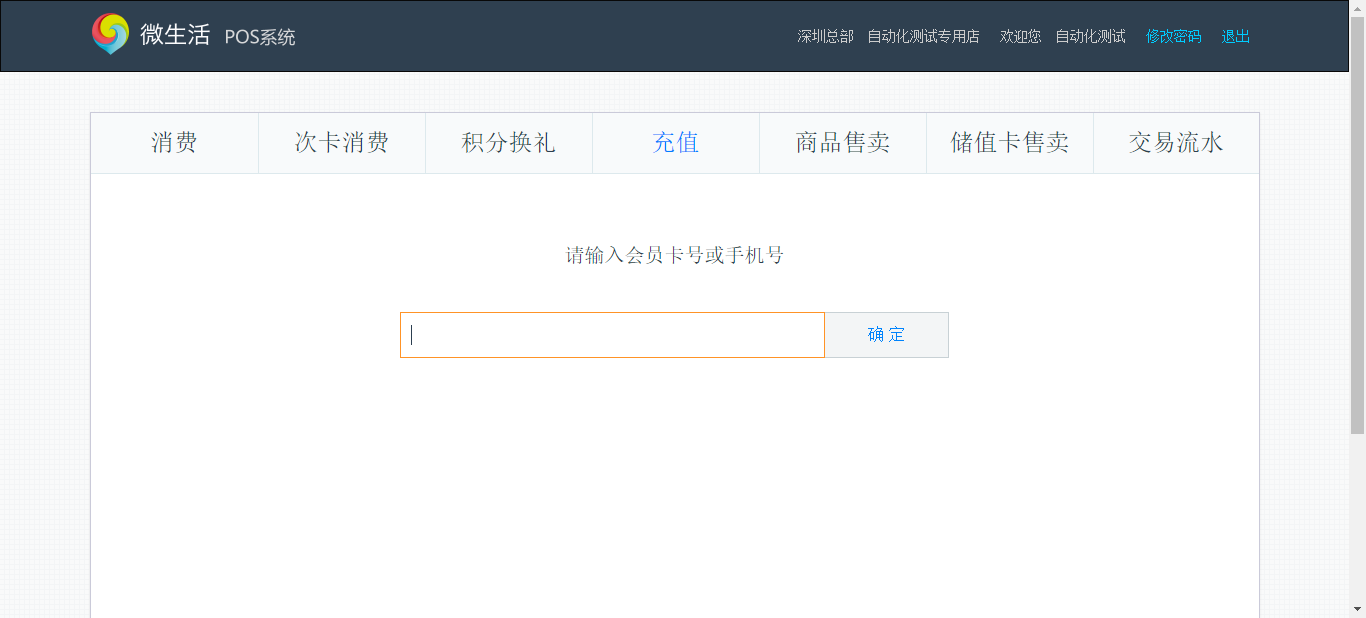 微生活 POS系统 深圳总部 自动化测试专用店 欢迎您 自动化测试 修改密码 退出
消费 次卡消费 积分换礼 充值 商品售卖 储值卡售卖 交易流水
请输入会员卡号或手机号
确 定